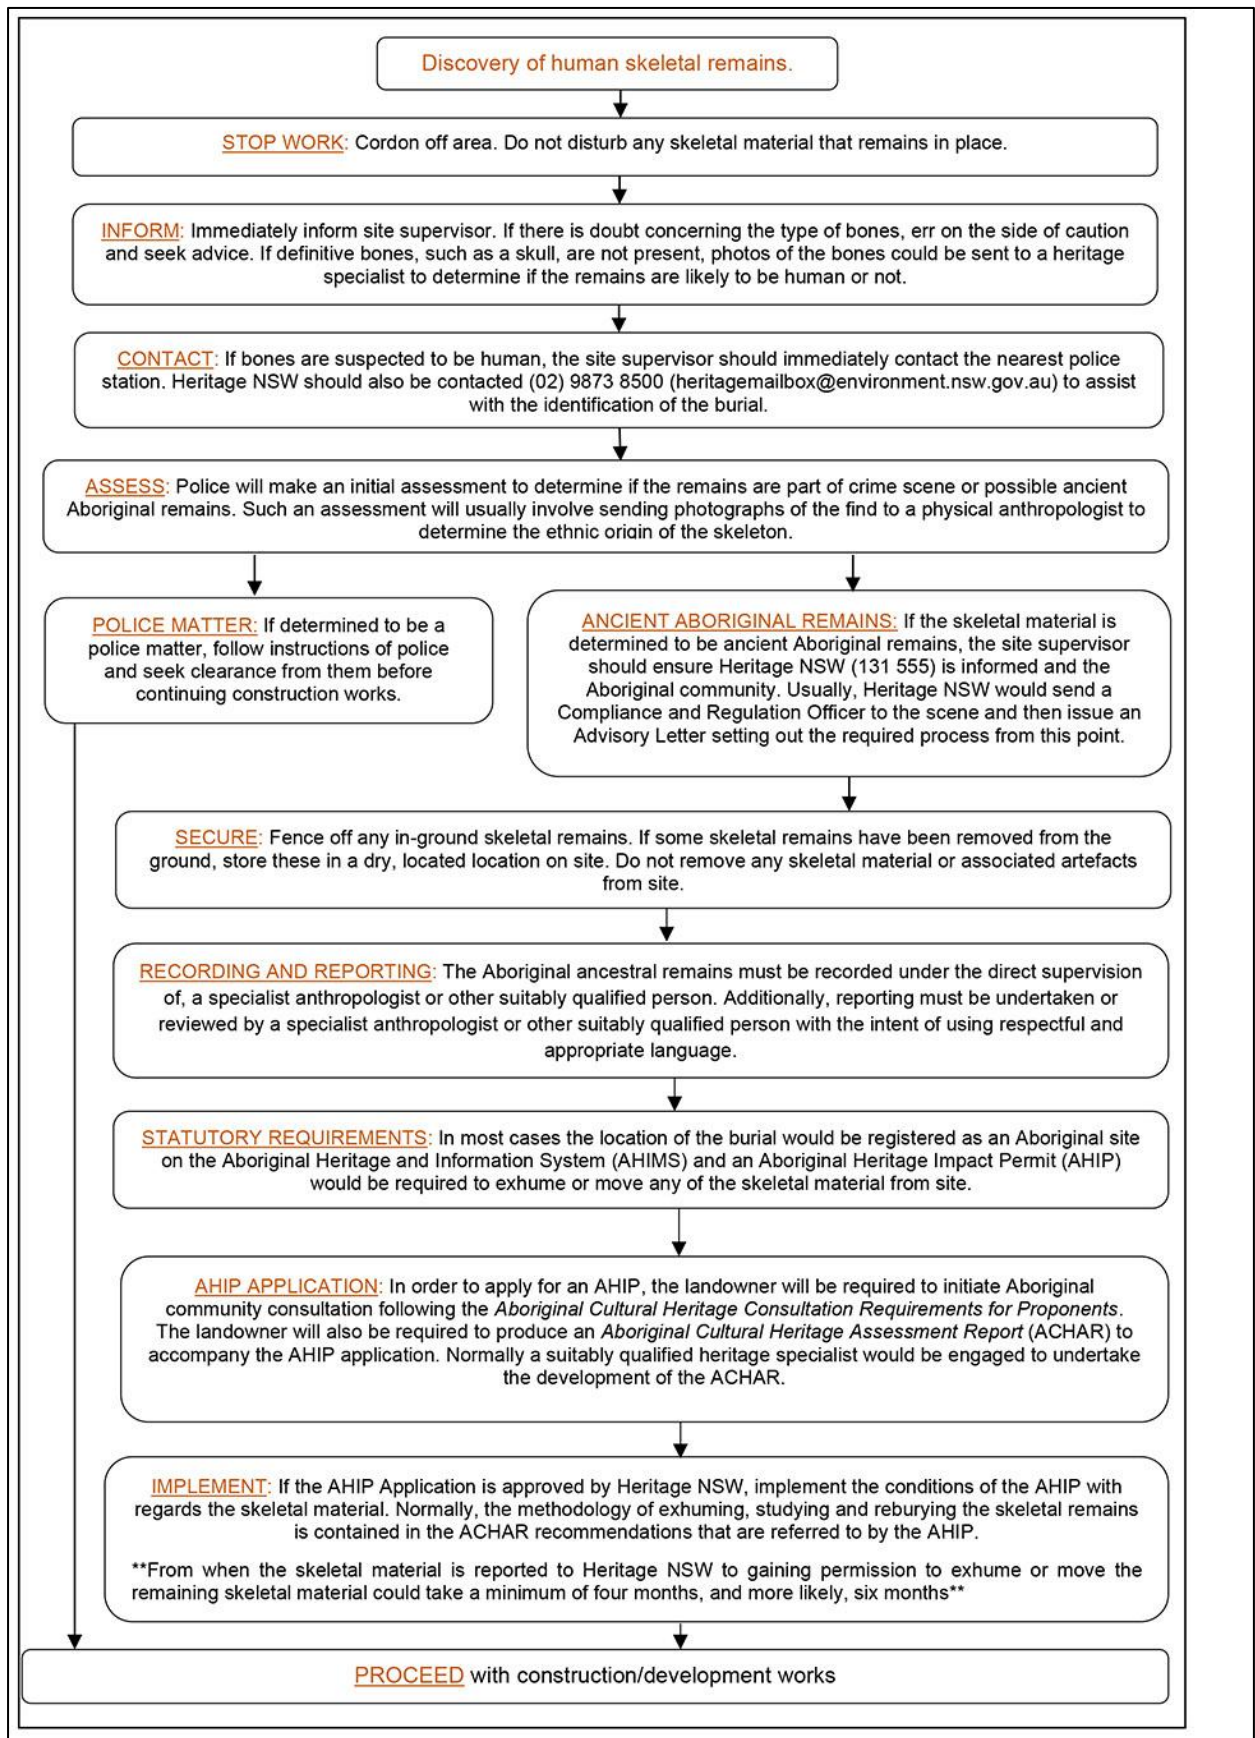 Discovery of human skeletal remains.
STOP WORK: Cordon off area. Do not disturb any skeletal material that remains in place.
INFORM: Immediately inform site supervisor. If there is doubt concerning the type of bones, err on the side of caution
and seek advice. If definitive bones, such as a skull, are not present, photos of the bones could be sent to a heritage
specialist to determine if the remains are likely to be human or not.
CONTACT: If bones are suspected to be human, the site supervisor should immediately contact the nearest police
station. Heritage NSW should also be contacted (02) 9873 8500 (heritagemailbox@environment.nsw.gov.au) to assist
with the identification of the burial.
ASSESS: Police will make an initial assessment to determine if the remains are part of crime scene or possible ancient
Aboriginal remains. Such an assessment will usually involve sending photographs of the find to a physical anthropologist to
determine the ethnic origin of the skeleton.
POLICE MATTER: If determined to be a
police matter, follow instructions of police
and seek clearance from them before
continuing construction works.
ANCIENT ABORIGINAL REMAINS: If the skeletal material is
determined to be ancient Aboriginal remains, the site supervisor
should ensure Heritage NSW (131 555) is informed and the
Aboriginal community. Usually, Heritage NSW would send a
Compliance and Regulation Officer to the scene and then issue an
Advisory Letter setting out the required process from this point.
SECURE: Fence off any in-ground skeletal remains. If some skeletal remains have been removed from the
ground, store these in a dry, located location on site. Do not remove any skeletal material or associated artefacts
from site.
RECORDING AND REPORTING: The Aboriginal ancestral remains must be recorded under the direct supervision
of, a specialist anthropologist or other suitably qualified person. Additionally, reporting must be undertaken or
reviewed by a specialist anthropologist or other suitably qualified person with the intent of using respectful and
appropriate language.
STATUTORY REQUIREMENTS: In most cases the location of the burial would be registered as an Aboriginal site
on the Aboriginal Heritage and Information System (AHIMS) and an Aboriginal Heritage Impact Permit (AHIP)
would be required to exhume or move any of the skeletal material from site.
AHIP APPLICATION: In order to apply for an AHIP, the landowner will be required to initiate Aboriginal
community consultation following the Aboriginal Cultural Heritage Consultation Requirements for Proponents.
The landowner will also be required to produce an Aboriginal Cultural Heritage Assessment Report (ACHAR) to
accompany the AHIP application. Normally a suitably qualified heritage specialist would be engaged to undertake
the development of the ACHAR.
IMPLEMENT: If the AHIP Application is approved by Heritage NSW, implement the conditions of the AHIP with
regards the skeletal material. Normally, the methodology of exhuming, studying and reburying the skeletal remains
is contained in the ACHAR recommendations that are referred to by the AHIP.
**From when the skeletal material is reported to Heritage NSW to gaining permission to exhume or move the
remaining skeletal material could take a minimum of four months, and more likely, six months**
PROCEED with construction/development works